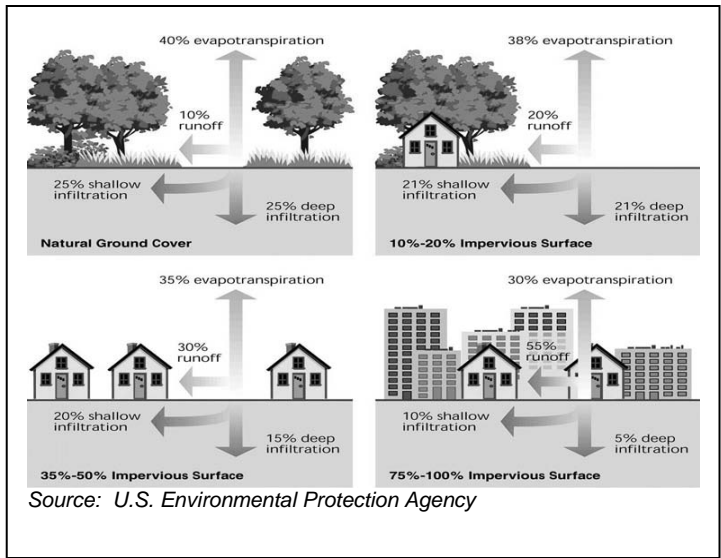 40% evapotranspiration
10%
runoff
25% shallow
infiltration
25% deep
infiltration
Natural Ground Cover
38% evapotranspiration
20%
runoff
21% shallow
infiltration
21% deep
infiltration
10%-20% Impervious Surface
35% evapotranspiration
30%
runoff
20% shallow
infiltration
15% deep
infiltration
35%-50% Impervious Surface
30% evapotranspiration
55%
runoff
10% shallow
infiltration
5% deep
infiltration
75%-100% Impervious Surface
Source: U.S. Environmental Protection Agency